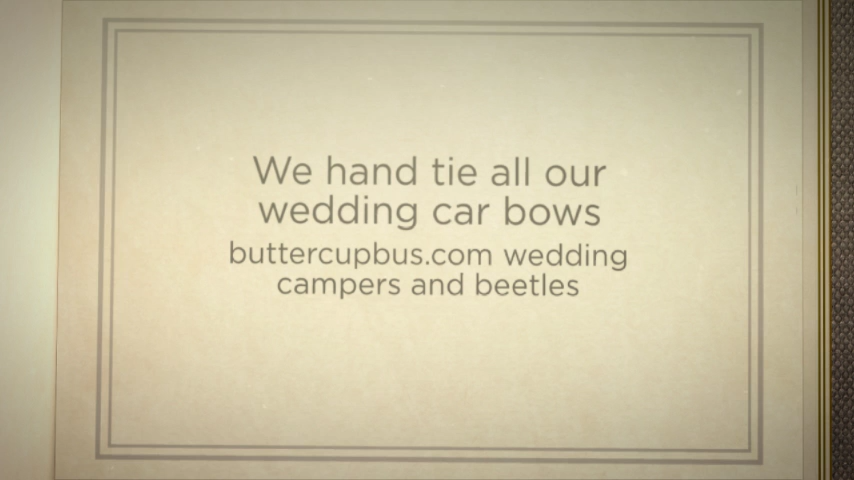 We hand tie all our
wedding car bows
buttercupbus.com wedding
campers and beetles